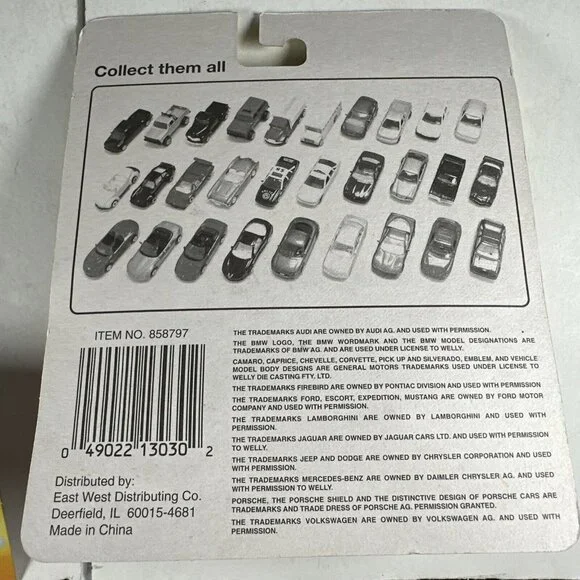 Collect them all
ITEM NO. 858797
0 49022 13030 2
Distributed by:
East West Distributing Co.
Deerfield, IL 60015-4681
Made in China
THE TRADEMARKS AUDI ARE OWNED BY AUDI AG. AND USED WITH PERMISSION.
THE BMW LOGO, THE BMW WORDMARK AND THE BMW MODEL DESIGNATIONS ARE
TRADEMARKS OF BMW AG. AND ARE USED UNDER LICENSE TO WELLY.
CAMARO, CAPRICE, CHEVELLE, CORVETTE, PICK UP AND SILVERADO, EMBLEM, AND VEHICLE
MODEL BODY DESIGNS ARE GENERAL MOTORS TRADEMARKS USED UNDER LICENSE TO
WELLY DIE CASTING FTY. LTD.
THE TRADEMARKS FIREBIRD ARE OWNED BY PONTIAC DIVISION AND USED WITH PERMISSION
THE TRADEMARKS FORD, ESCORT, EXPEDITION, MUSTANG ARE OWNED BY FORD MOTOR
COMPANY AND USED WITH PERMISSION.
THE TRADEMARKS LAMBORGHINI ARE OWNED BY LAMBORGHINI AND USED WITH
PERMISSION.
THE TRADEMARKS JAGUAR ARE OWNED BY JAGUAR CARS LTD. AND USED WITH PERMISSION
TO WELLY.
THE TRADEMARKS JEEP AND DODGE ARE OWNED BY CHRYSLER CORPORATION AND USED
WITH PERMISSION.
THE TRADEMARKS MERCEDES-BENZ ARE OWNED BY DAIMLER CHRYSLER AG. AND USED
WITH PERMISSION TO WELLY.
PORSCHE, THE PORSCHE SHIELD AND THE DISTINCTIVE DESIGN OF PORSCHE CARS ARE
TRADEMARKS AND TRADE DRESS OF PORSCHE AG. PERMISSION GRANTED.
THE TRADEMARKS VOLKSWAGEN ARE OWNED BY VOLKSWAGEN AG. AND USED WITH
PERMISSION.